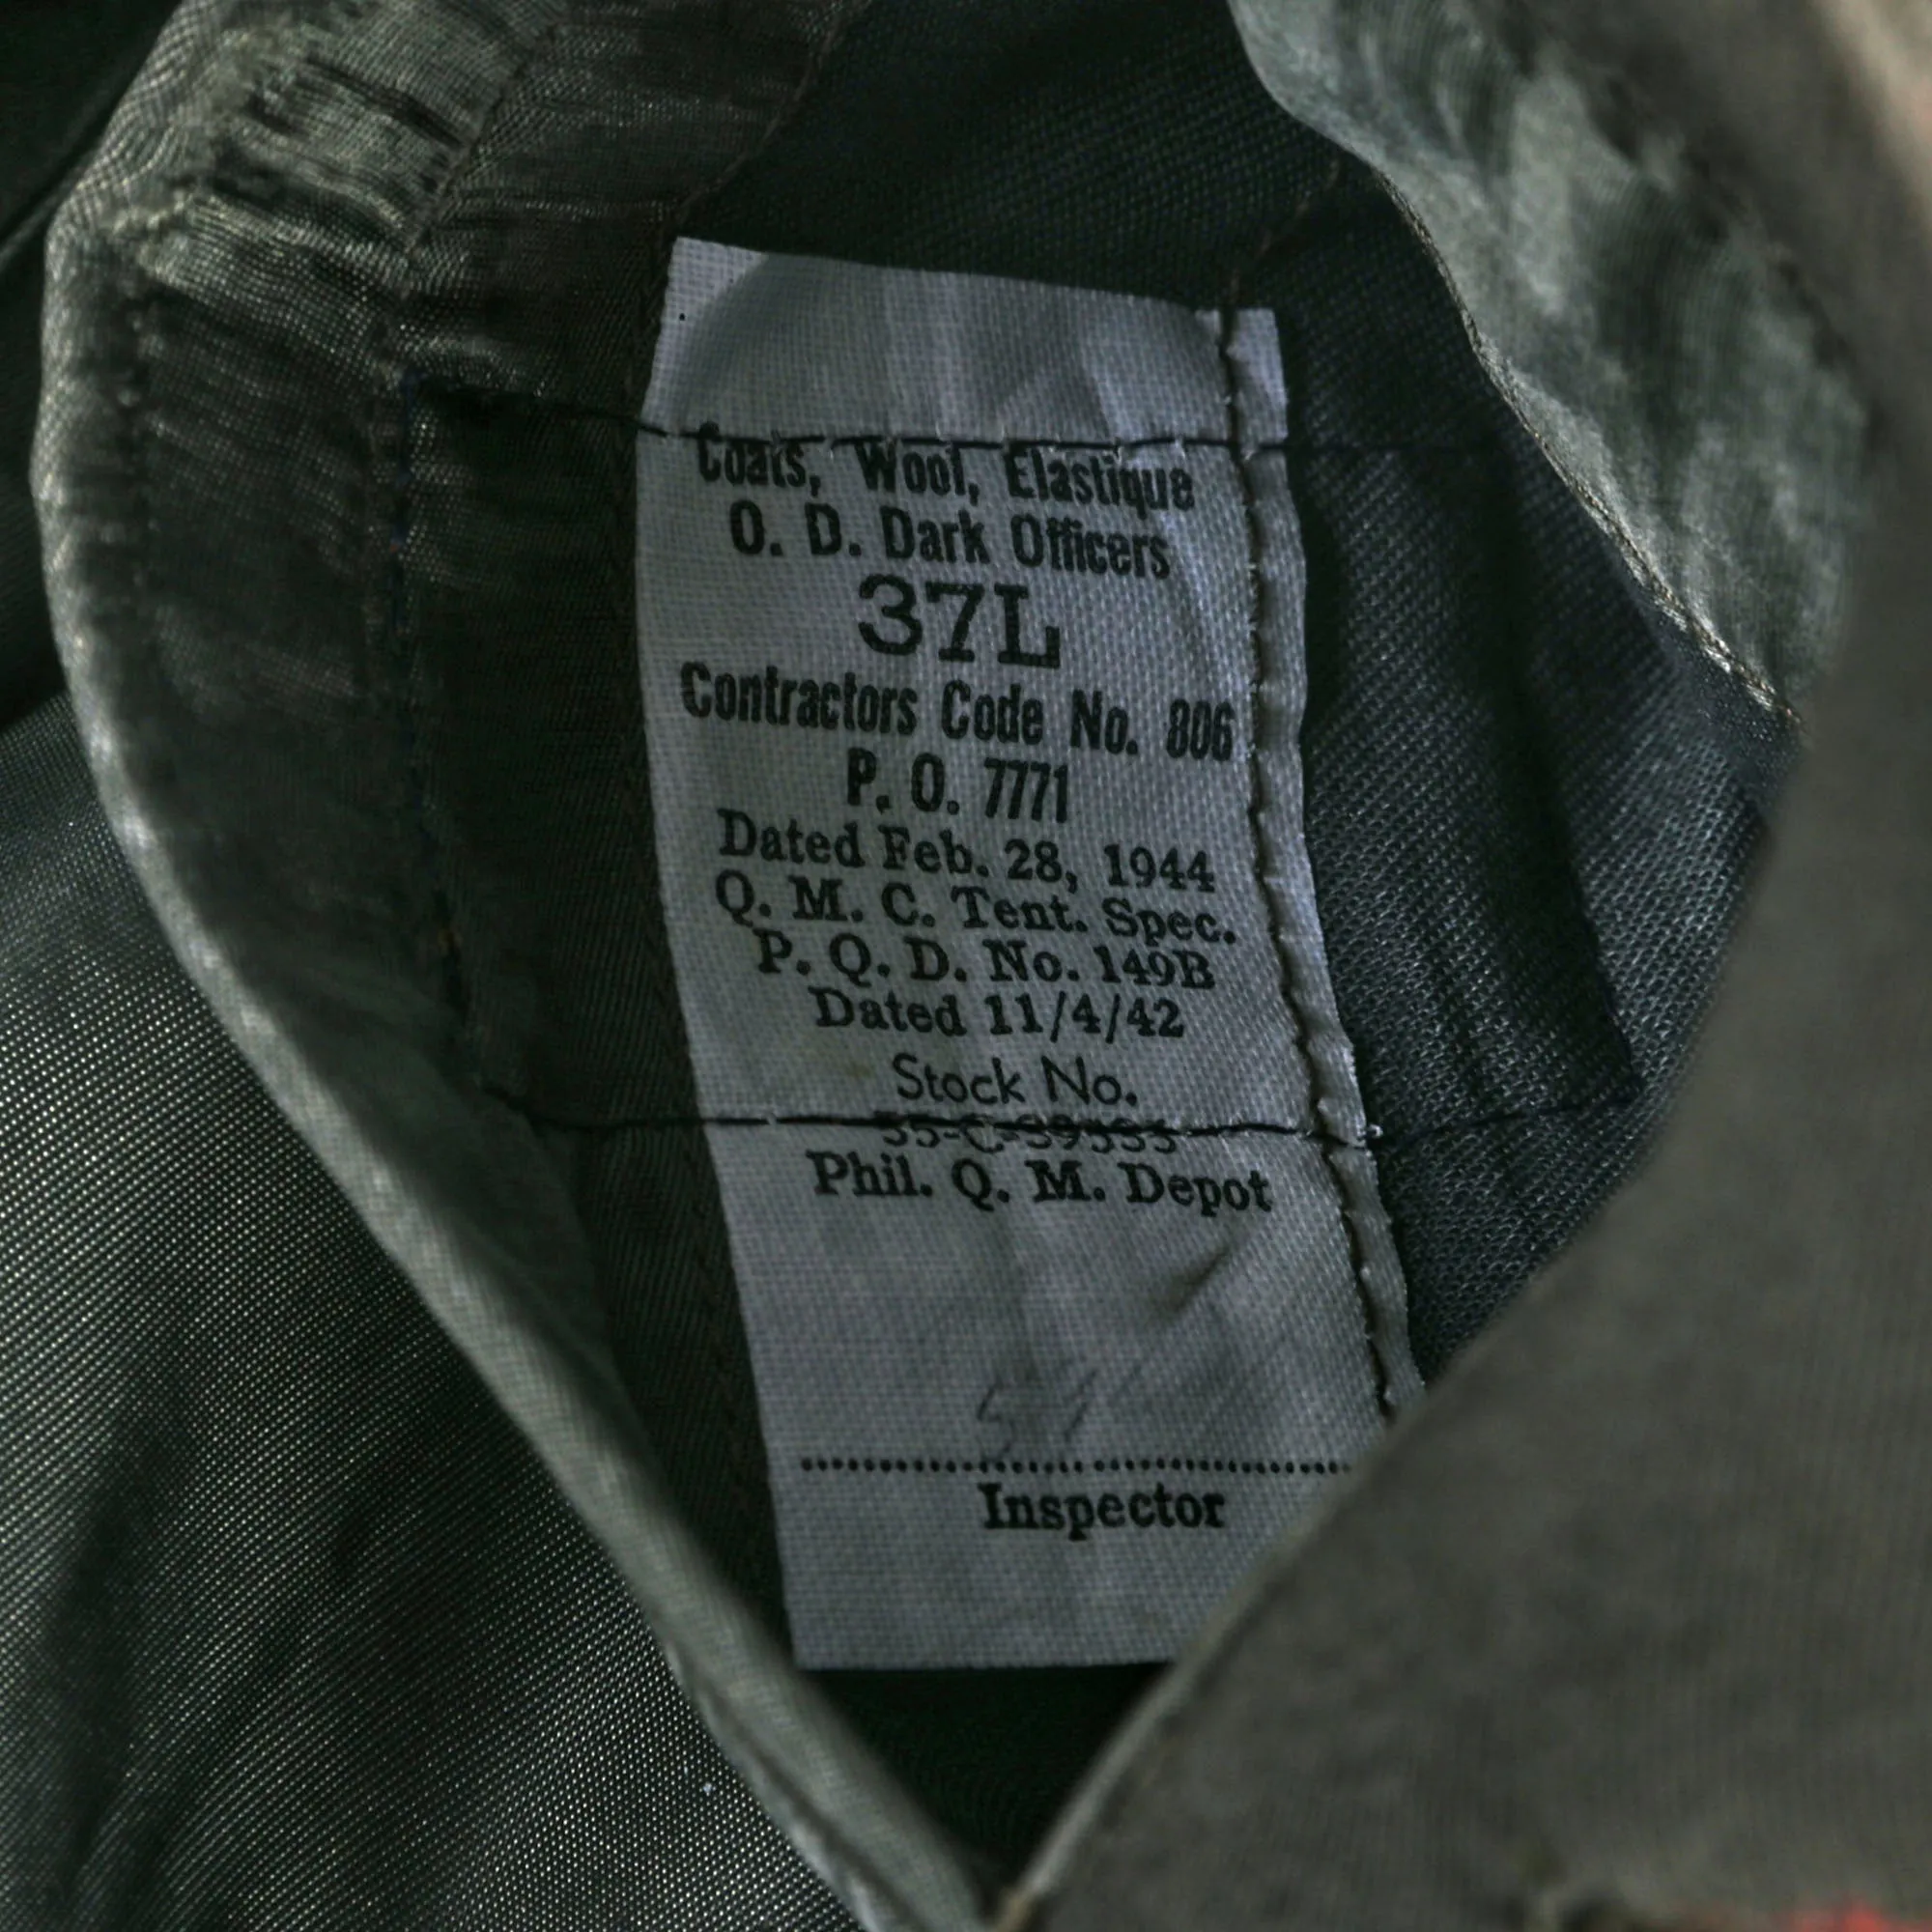 Coats, Wool, Elastique
O. D. Dark Officers
37L
Contractors Code No. 806
P. O. 7771
Dated Feb. 28, 1944
Q. M. C. Tent. Spec.
P. Q. D. No. 149B
Dated 11/4/42
Stock No.
Phil. Q. M. Depot
Inspector